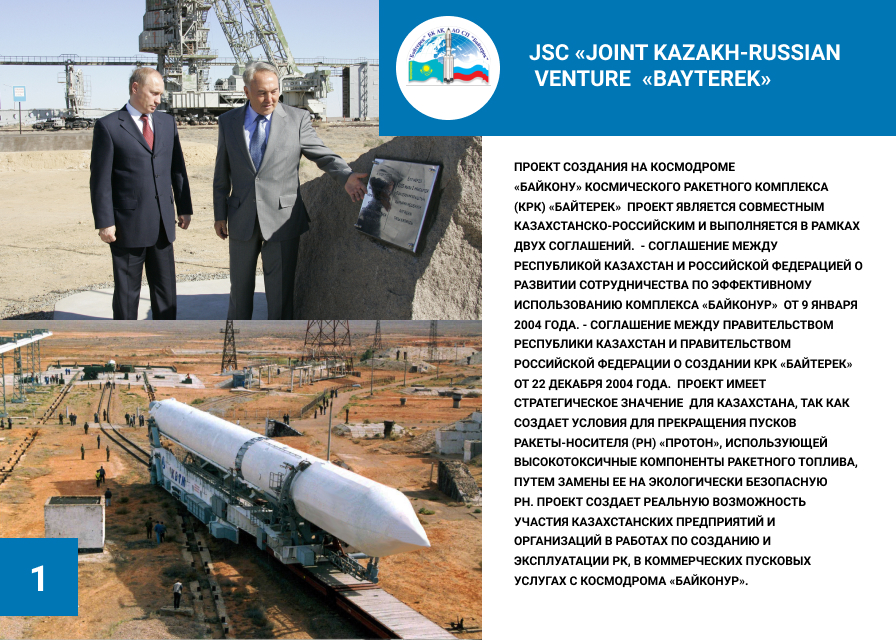 JSC «JOINT KAZAKH-RUSSIAN
VENTURE «BAYTEREK»
ПРОЕКТ СОЗДАНИЯ НА КОСМОДРОМЕ
«БАЙКОНУ» КОСМИЧЕСКОГО РАКЕТНОГО КОМПЛЕКСА
(КРК) «БАЙТЕРЕК» ПРОЕКТ ЯВЛЯЕТСЯ СОВМЕСТНЫМ
КАЗАХСТАНСКО-РОССИЙСКИМ И ВЫПОЛНЯЕТСЯ В РАМКАХ
ДВУХ СОГЛАШЕНИЙ. - СОГЛАШЕНИЕ МЕЖДУ
РЕСПУБЛИКОЙ КАЗАХСТАН И РОССИЙСКОЙ ФЕДЕРАЦИЕЙ О
РАЗВИТИИ СОТРУДНИЧЕСТВА ПО ЭФФЕКТИВНОМУ
ИСПОЛЬЗОВАНИЮ КОМПЛЕКСА «БАЙКОНУР» ОТ 9 ЯНВАРЯ
2004 ГОДА. - СОГЛАШЕНИЕ МЕЖДУ ПРАВИТЕЛЬСТВОМ
РЕСПУБЛИКИ КАЗАХСТАН И ПРАВИТЕЛЬСТВОМ
РОССИЙСКОЙ ФЕДЕРАЦИИ О СОЗДАНИИ КРК «БАЙТЕРЕК»
ОТ 22 ДЕКАБРЯ 2004 ГОДА. ПРОЕКТ ИМЕЕТ
СТРАТЕГИЧЕСКОЕ ЗНАЧЕНИЕ ДЛЯ КАЗАХСТАНА, ТАК КАК
СОЗДАЕТ УСЛОВИЯ ДЛЯ ПРЕКРАЩЕНИЯ ПУСКОВ
РАКЕТЫ-НОСИТЕЛЯ (РН) «ПРОТОН», ИСПОЛЬЗУЮЩЕЙ
ВЫСОКОТОКСИЧНЫЕ КОМПОНЕНТЫ РАКЕТНОГО ТОПЛИВА,
ПУТЕМ ЗАМЕНЫ ЕЕ НА ЭКОЛОГИЧЕСКИ БЕЗОПАСНУЮ
РН. ПРОЕКТ СОЗДАЕТ РЕАЛЬНУЮ ВОЗМОЖНОСТЬ
УЧАСТИЯ КАЗАХСТАНСКИХ ПРЕДПРИЯТИЙ И
ОРГАНИЗАЦИЙ В РАБОТАХ ПО СОЗДАНИЮ И
ЭКСПЛУАТАЦИИ РК, В КОММЕРЧЕСКИХ ПУСКОВЫХ
УСЛУГАХ С КОСМОДРОМА «БАЙКОНУР».
1